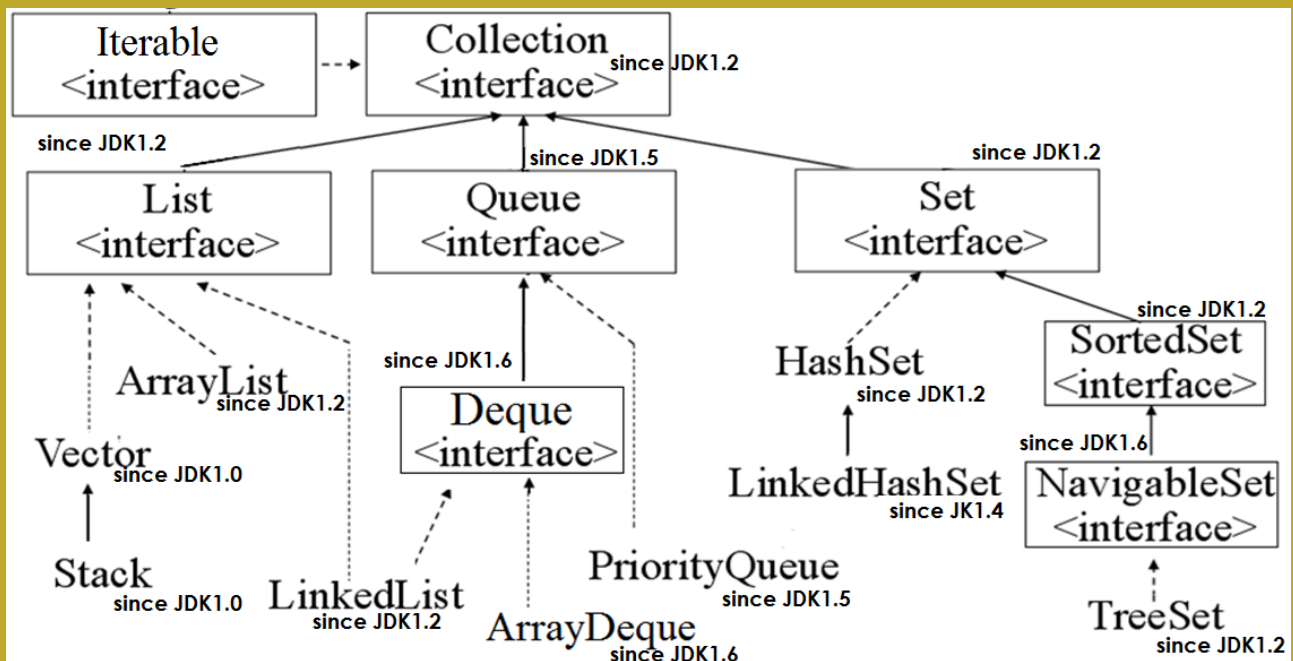 Iterable
<interface>
Collection
since JDK1.2
<interface>
since JDK1.2
since JDK1.5
since JDK1.2
List
<interface>
Queue
<interface>
Set
<interface>
since JDK1.2
SortedSet
<interface>
HashSet
since JDK1.2
since JDK1.6
ArrayList
since JDK1.2
Deque
<interface>
Vector
since JDK1.0
since JDK1.6
LinkedHashSet
since JK1.4
NavigableSet
<interface>
Stack
since JDK1.0
LinkedList
since JDK1.2
PriorityQueue
since JDK1.5
ArrayDeque
since JDK1.6
TreeSet
since JDK1.2